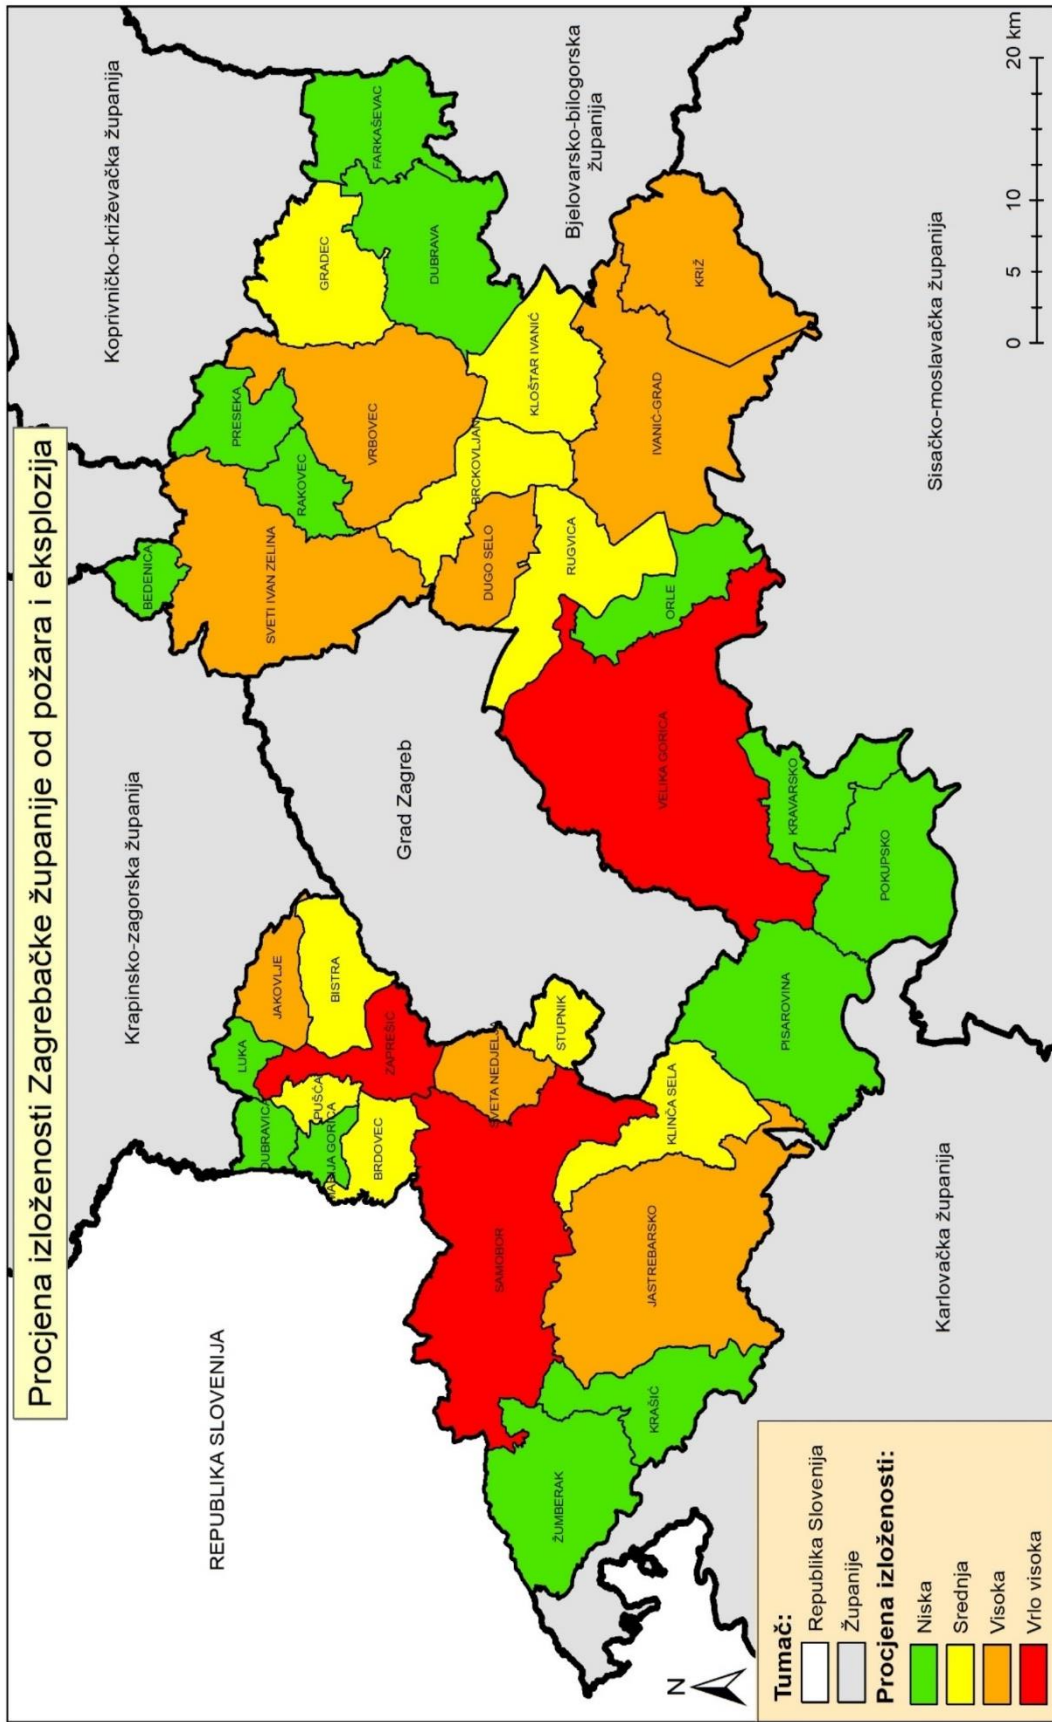 Procjena izloženosti Zagrebačke županije od požara i eksplozija
REPUBLIKA SLOVENIJA
Krapinsko-zagorska županija
Koprivničko-križevačka županija
Bjelovarsko-bilogorska
županija
Sisačko-moslavačka županija
Karlovačka županija
Grad Zagreb
BEDENICA
PRESEKA
SVETI IVAN ZELINA
RAKOVEC
GRADEC
FARKAŠEVAC
VRBOVEC
DUBRAVA
LUKA
JAKOVLJE
DUBRAVICA
PUŠĆA
BISTRA
MARIJA GORICA
ZAPREŠIĆ
BRDOVEC
BRCKOVLJANI
DUGO SELO
KLOŠTAR IVANIĆ
RUGVICA
SVETA NEDJELJA
SAMOBOR
STUPNIK
ŽUMBERAK
IVANIĆ-GRAD
KRIŽ
ORLE
VELIKA GORICA
KLINČA SELA
JASTREBARSKO
KRAŠIĆ
PISAROVINA
KRAVARSKO
POKUPSKO
N
Tumač:
Republika Slovenija
Županije
Procjena izloženosti:
Niska
Srednja
Visoka
Vrlo visoka
0 5 10 20 km